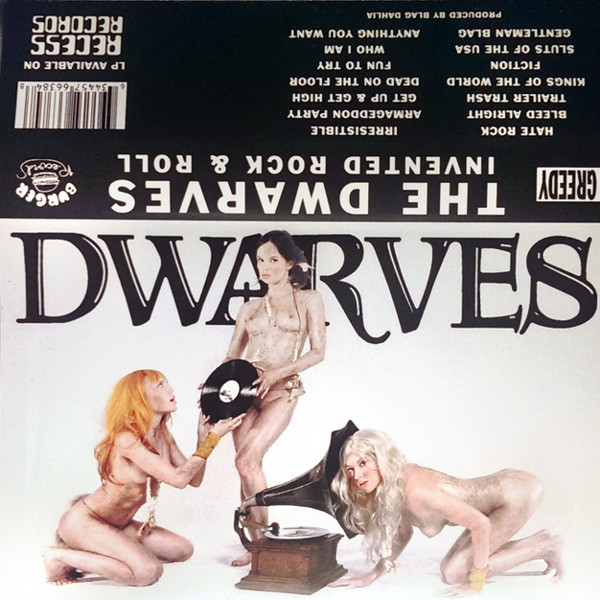 DWARVES
GREEDY
THE DWARVES
INVENTED ROCK & ROLL
BURGER
Records
HATE ROCK
BLEED ALRIGHT
TRAILER TRASH
KINGS OF THE WORLD
FICTION
SLUTS OF THE USA
GENTLEMAN BLAG
IRRESISTIBLE
ARMAGEDDON PARTY
GET UP & GET HIGH
DEAD ON THE FLOOR
FUN TO TRY
WHO I AM
ANYTHING YOU WANT
PRODUCED BY BLAG DAHLIA
LP AVAILABLE ON
RECESS
RECORDS